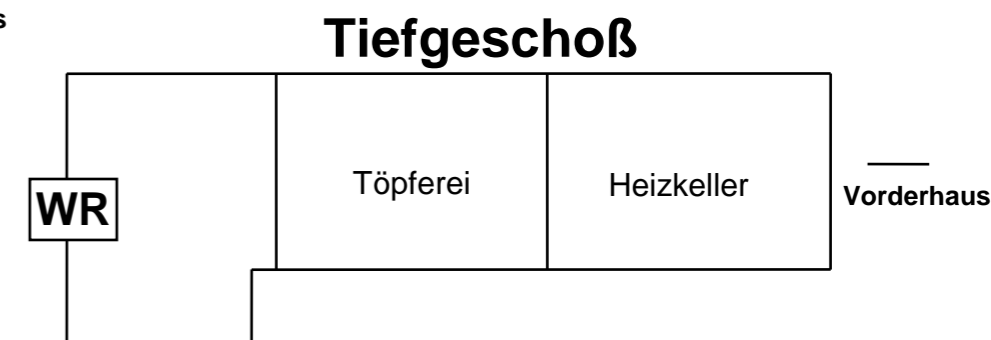 s
Tiefgeschoß
Töpferei
Heizkeller
WR
Vorderhaus